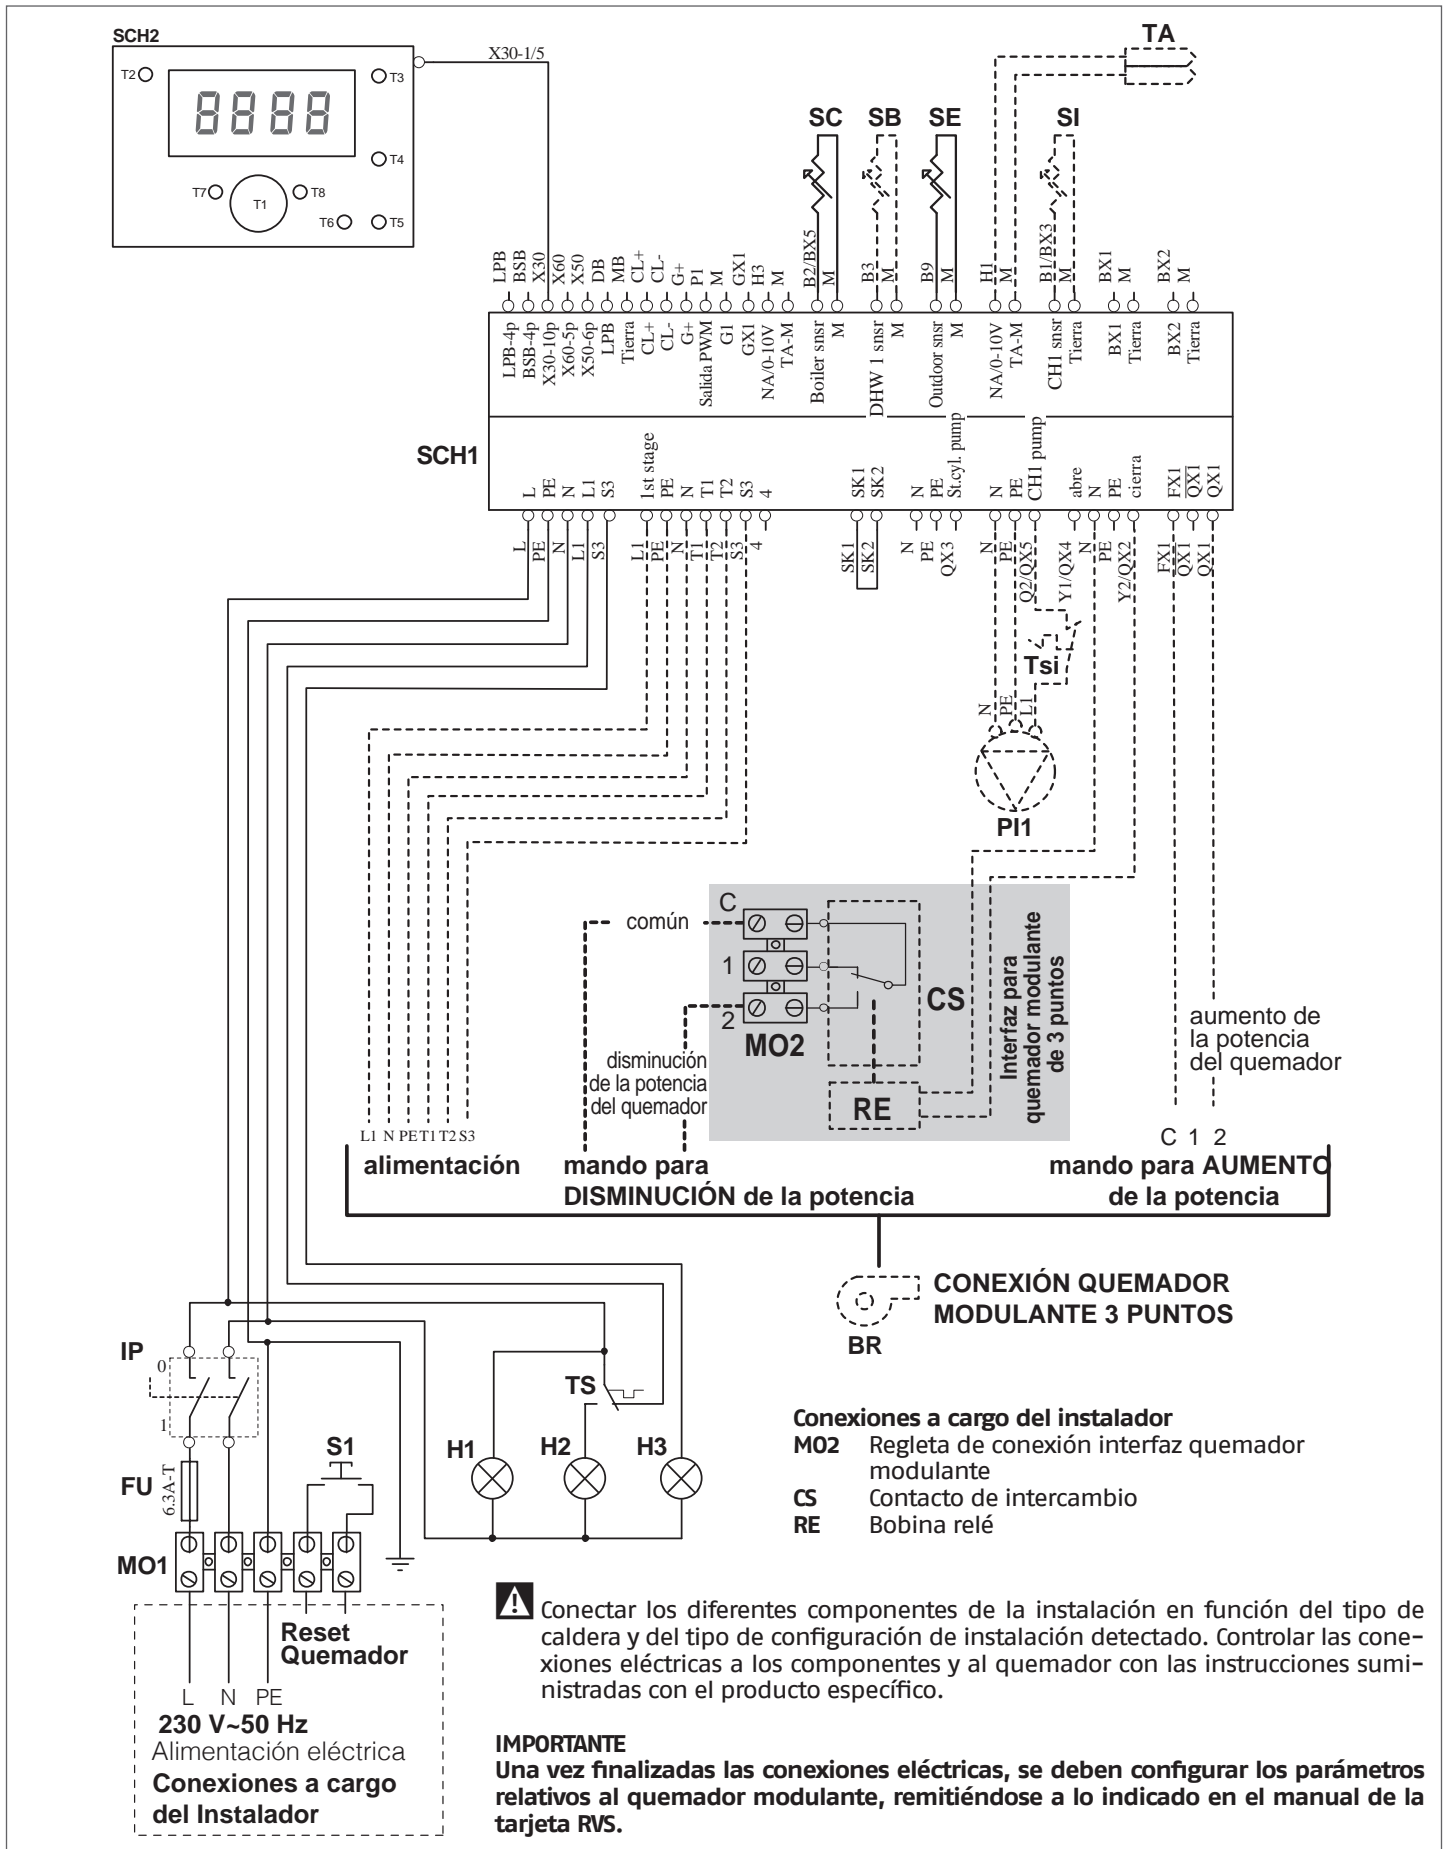 SCH2
X30-1/5
TA
T2
T3
8888
T4
T7
T1
T8
T6
T5
SC
SB
SE
SI
LPB
BSB
X30
X60
X50
DB
MB
CL+
CL-
G+
P1
M
GX1
H3
M
B2/BX5
M
B3
M
B9
M
H1
M
B1/BX3
M
BX1
M
BX2
M
LPB-4p
BSB-4p
X30-10p
X60-5p
X50-6p
LPB
Tierra
CL+
CL-
G+
Salida PWM
G1
GX1
NA/0-10V
TA-M
Boiler snsr
M
DHW 1 snsr
M
Outdoor snsr
M
NA/0-10V
TA-M
CH1 snsr
Tierra
BX1
Tierra
BX2
Tierra
SCH1
L
PE
N
L1
S3
1st stage
PE
N
T1
T2
S3
4
SK1
SK2
N
PE
St.cyl. pump
N
PE
CH1 pump
abre
N
PE
cierra
FX1
QX1
QX1
L
PE
N
L1
S3
L1
PE
N
T1
T2
S3
4
SK1
SK2
N
PE
QX3
N
PE
Q2/QX5
Y1/QX4
N
PE
Y2/QX2
FX1
QX1
QX1
Tsi
N
PE
L1
PI1
C
común
1
2
MO2
CS
RE
Interfaz para
quemador modulante
de 3 puntos
disminución
de la potencia
del quemador
aumento de
la potencia
del quemador
L1 N PE T1 T2 S3
C 1 2
alimentación
mando para
DISMINUCIÓN de la potencia
mando para AUMENTO
de la potencia
CONEXIÓN QUEMADOR
MODULANTE 3 PUNTOS
BR
IP
0
1
TS
S1
H1
H2
H3
FU
6.3A-T
MO1
Reset
Quemador
L N PE
230 V~50 Hz
Alimentación eléctrica
Conexiones a cargo
del Instalador
Conexiones a cargo del instalador
MO2 Regleta de conexión interfaz quemador
modulante
CS Contacto de intercambio
RE Bobina relé
Conectar los diferentes componentes de la instalación en función del tipo de
caldera y del tipo de configuración de instalación detectado. Controlar las cone-
xiones eléctricas a los componentes y al quemador con las instrucciones sumi-
nistradas con el producto específico.
IMPORTANTE
Una vez finalizadas las conexiones eléctricas, se deben configurar los parámetros
relativos al quemador modulante, remitiéndose a lo indicado en el manual de la
tarjeta RVS.